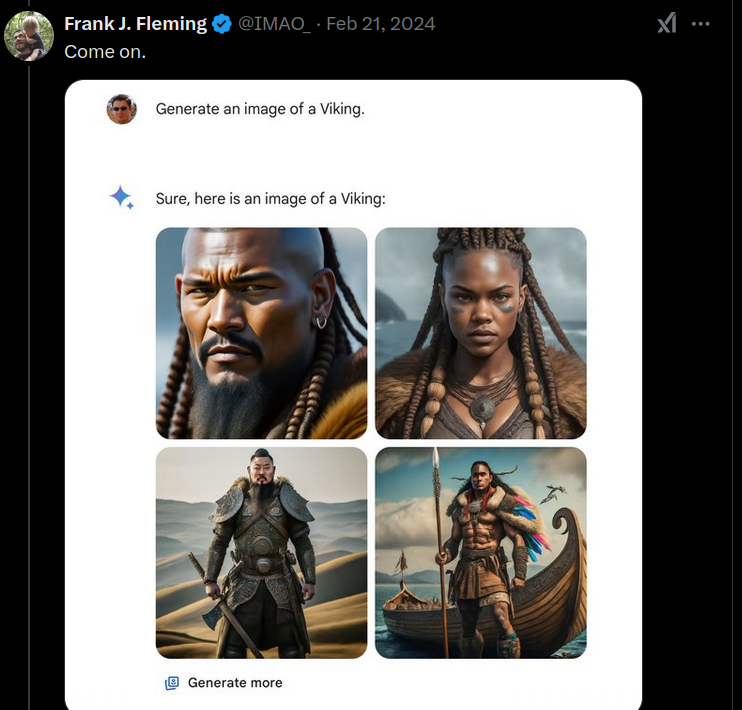 Frank J. Fleming @IMAO_ · Feb 21, 2024
Come on.
Generate an image of a Viking.
Sure, here is an image of a Viking:
Generate more